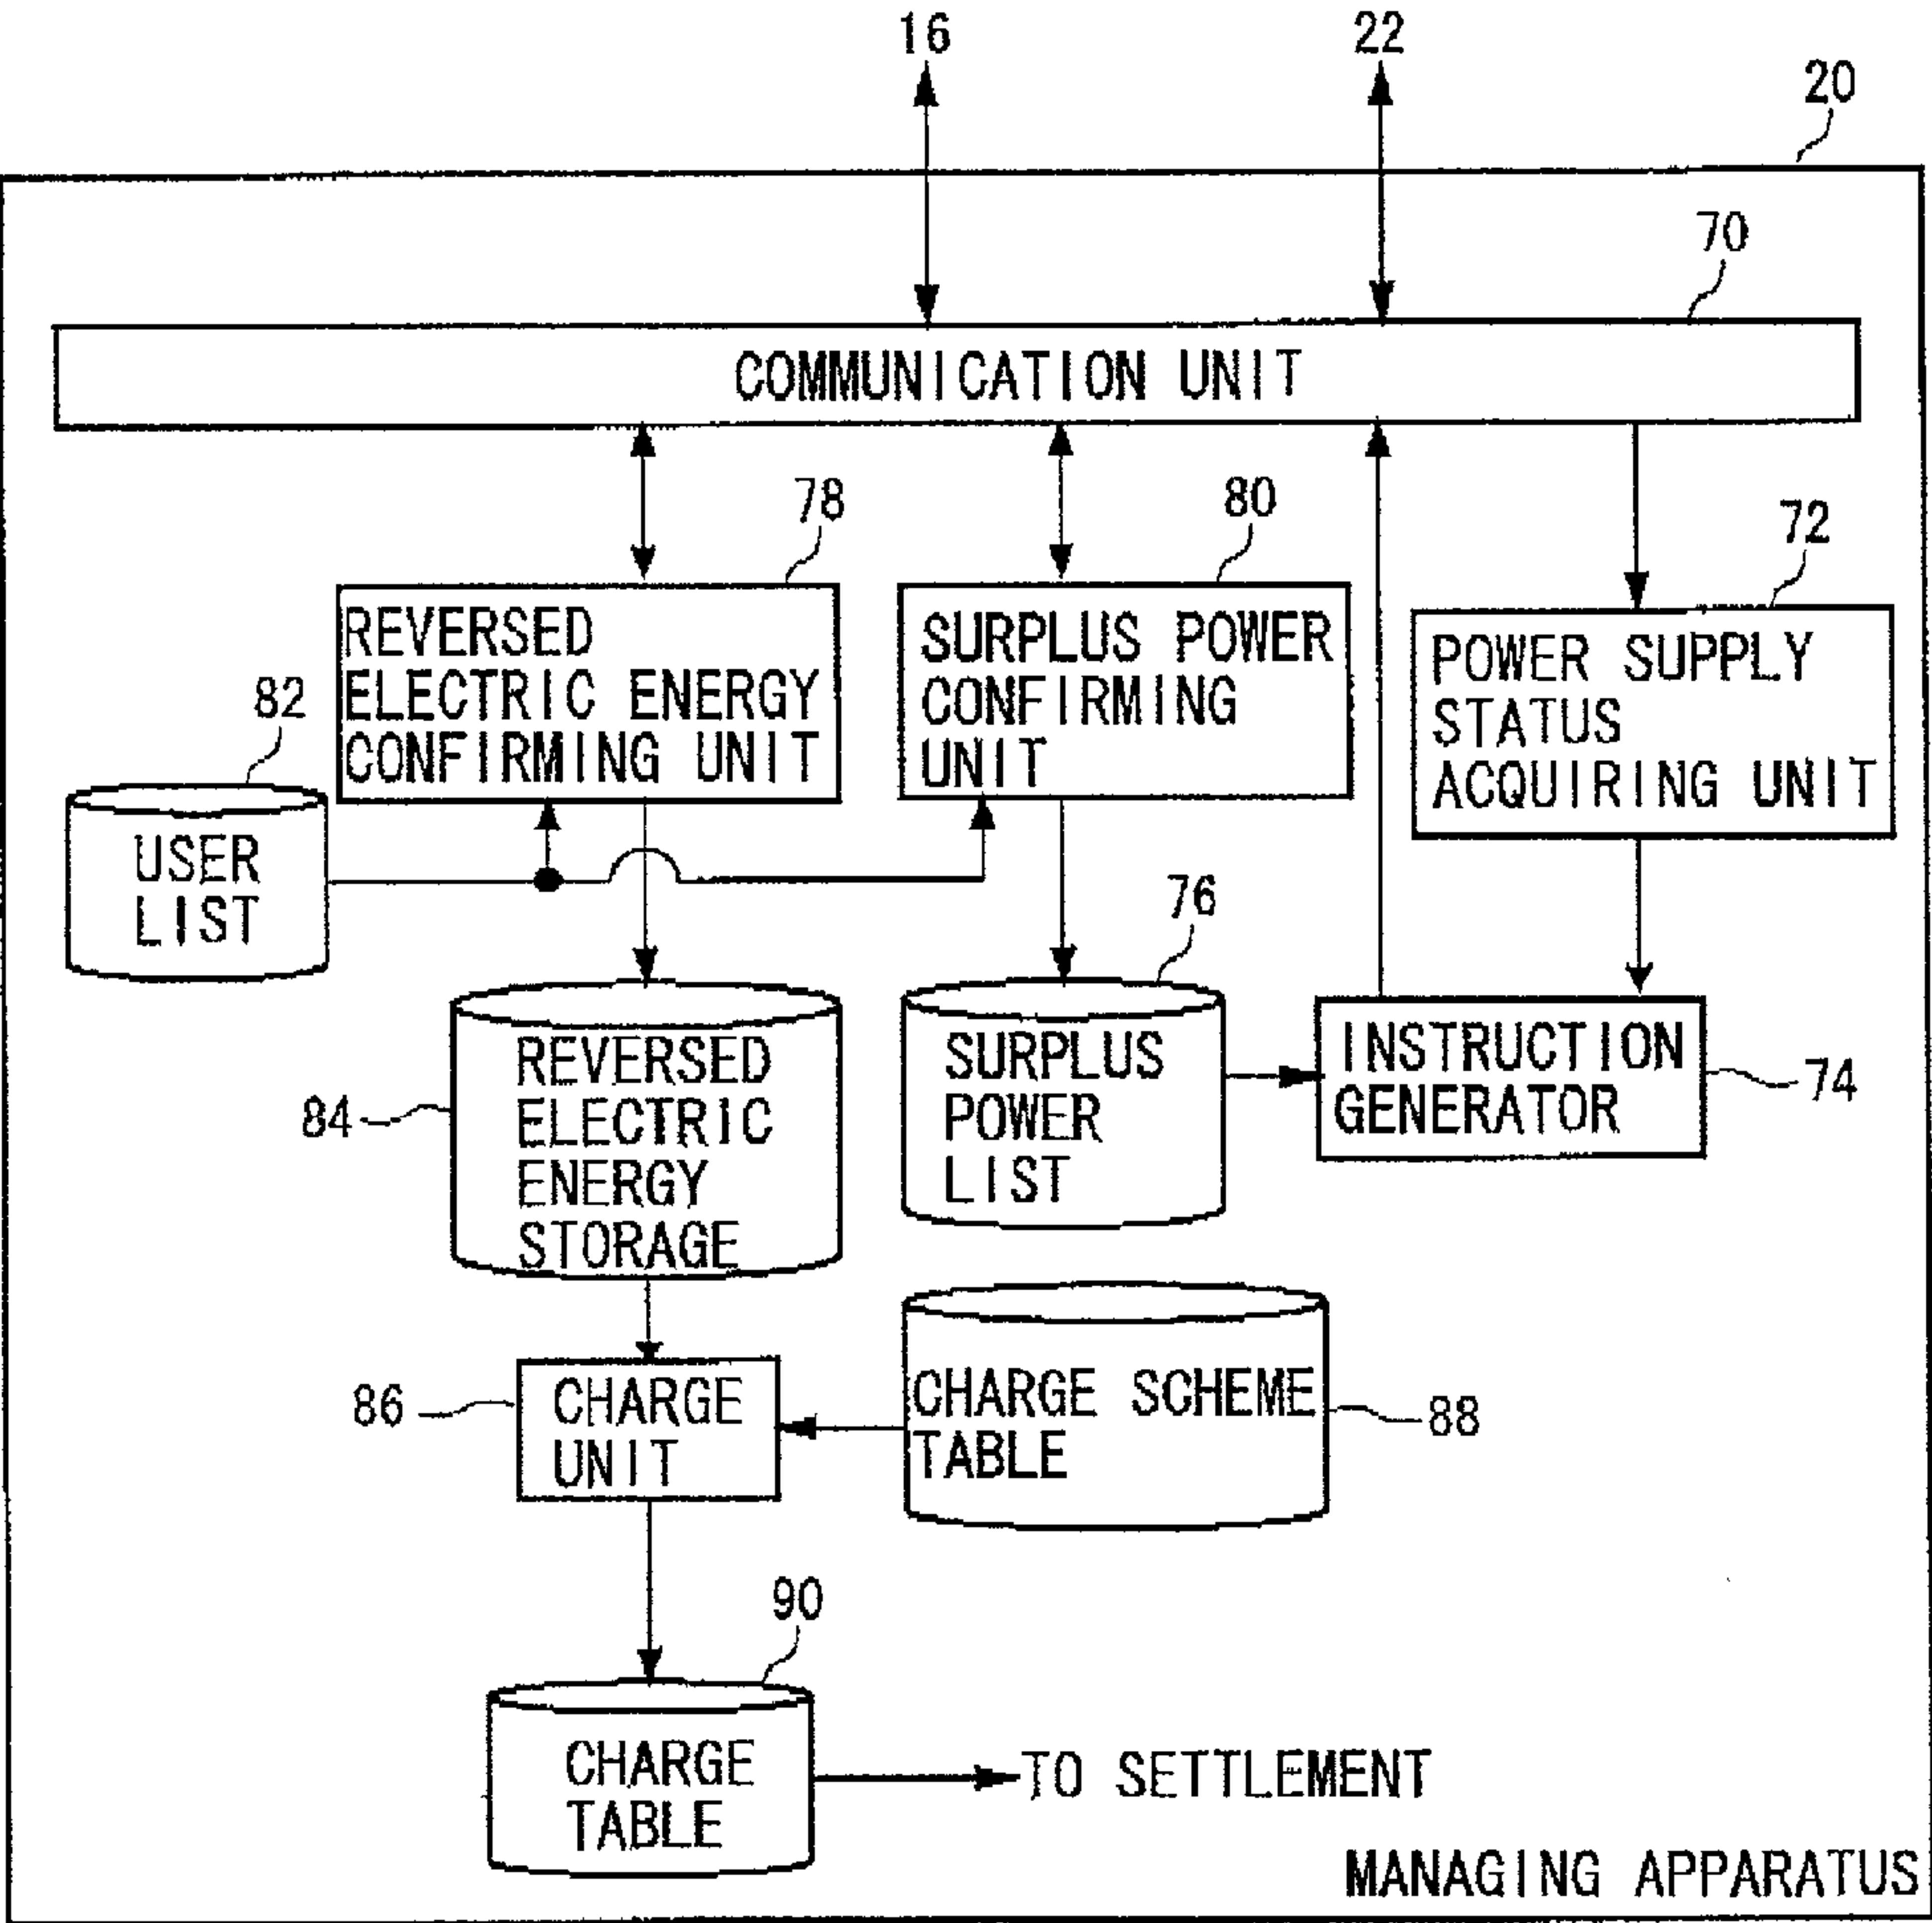 16
22
20
70
COMMUNICATION UNIT
78
80
72
REVERSED
ELECTRIC ENERGY
CONFIRMING UNIT
SURPLUS POWER
CONFIRMING
UNIT
POWER SUPPLY
STATUS
ACQUIRING UNIT
82
USER
LIST
76
REVERSED
ELECTRIC
ENERGY
STORAGE
84
SURPLUS
POWER
LIST
INSTRUCTION
GENERATOR
74
86
CHARGE
UNIT
CHARGE SCHEME
TABLE
88
90
CHARGE
TABLE
TO SETTLEMENT
MANAGING APPARATUS